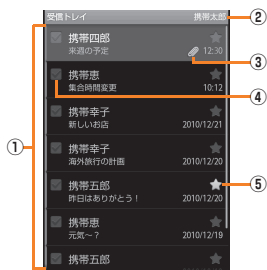 受信トレイ 携帯太郎 ②
携帯四郎
来週の予定 12:30
③
携帯恵
集合時間変更 10:12
④
携帯幸子
新しいお店 2010/12/21
①
携帯幸子
海外旅行の計画 2010/12/20
携帯五郎
⑤
昨日はありがとう! 2010/12/20
携帯恵
元気~? 2010/12/19
携帯五郎